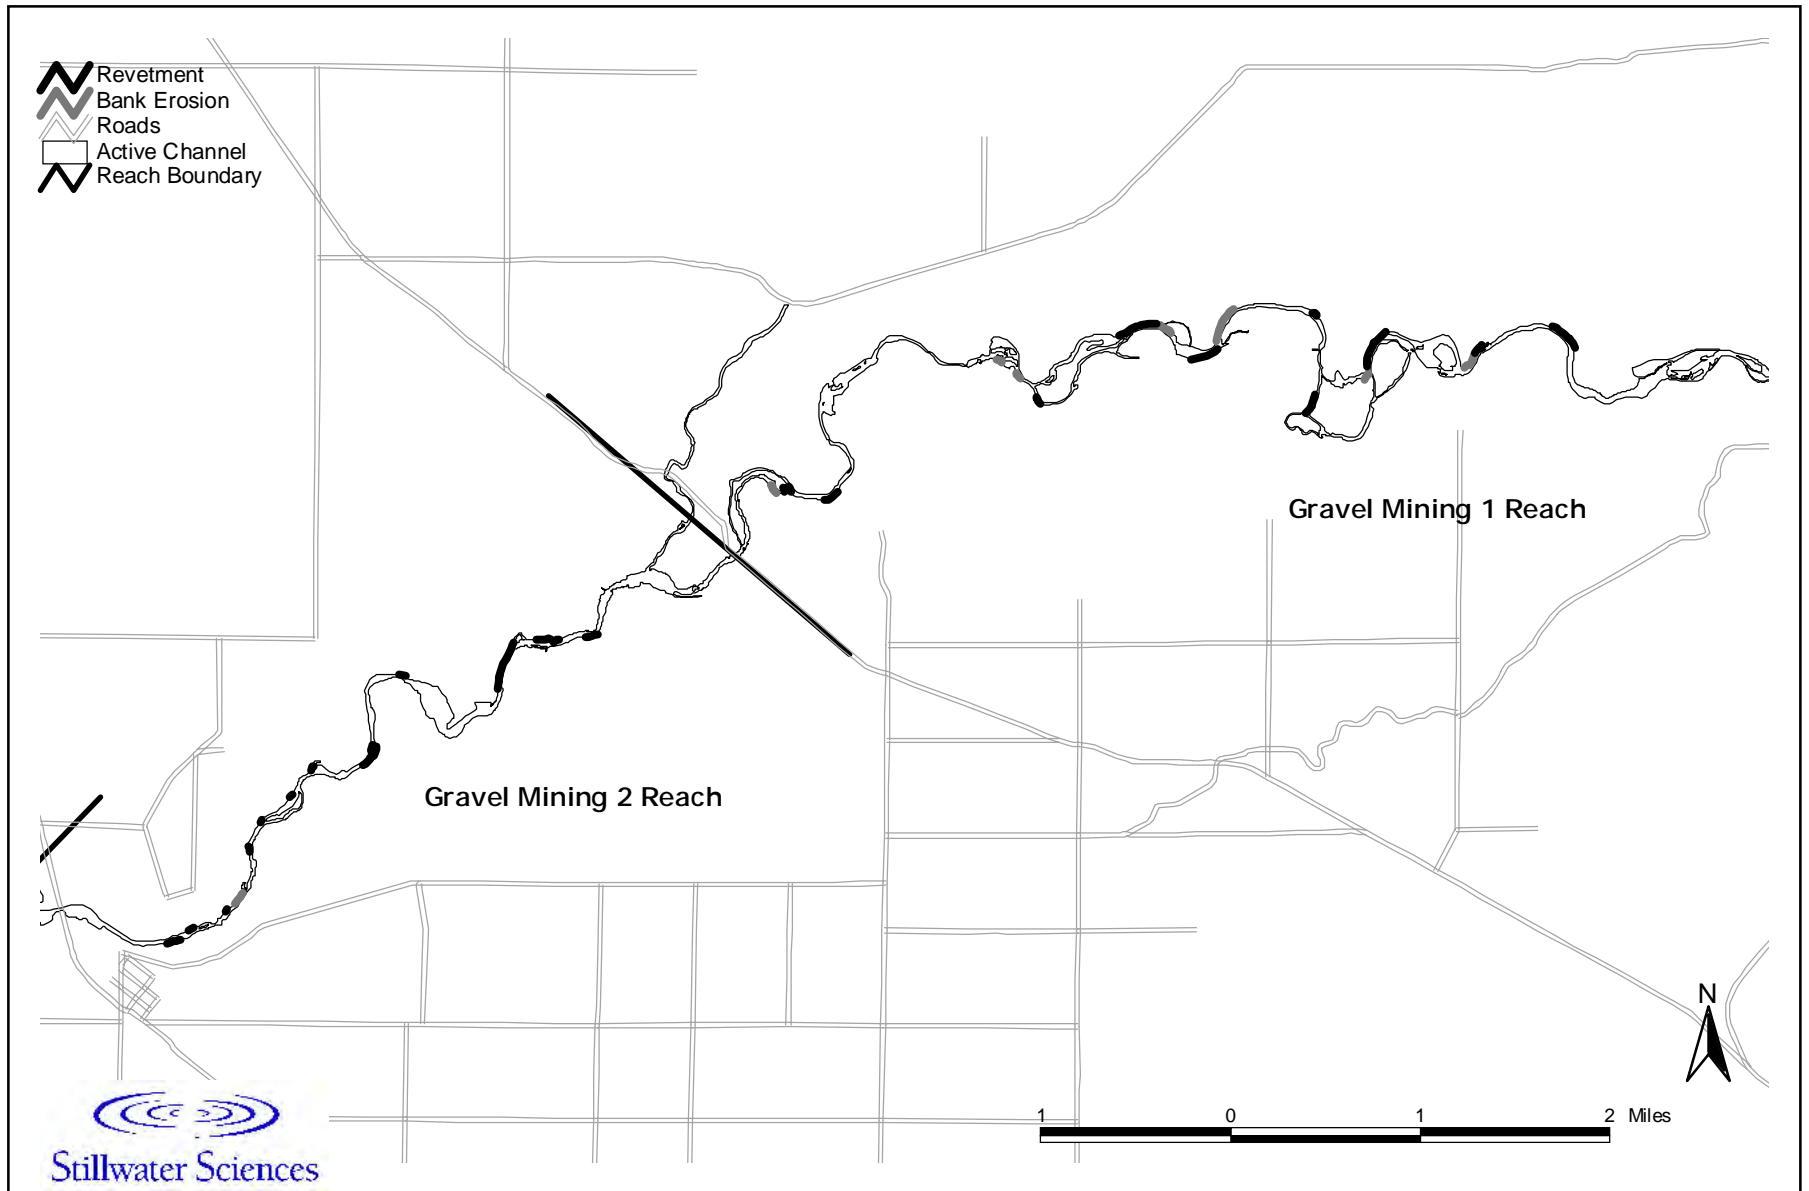 Revetment
Bank Erosion
Roads
Active Channel
Reach Boundary
Gravel Mining 1 Reach
Gravel Mining 2 Reach
N
1 0 1 2 Miles
Stillwater Sciences